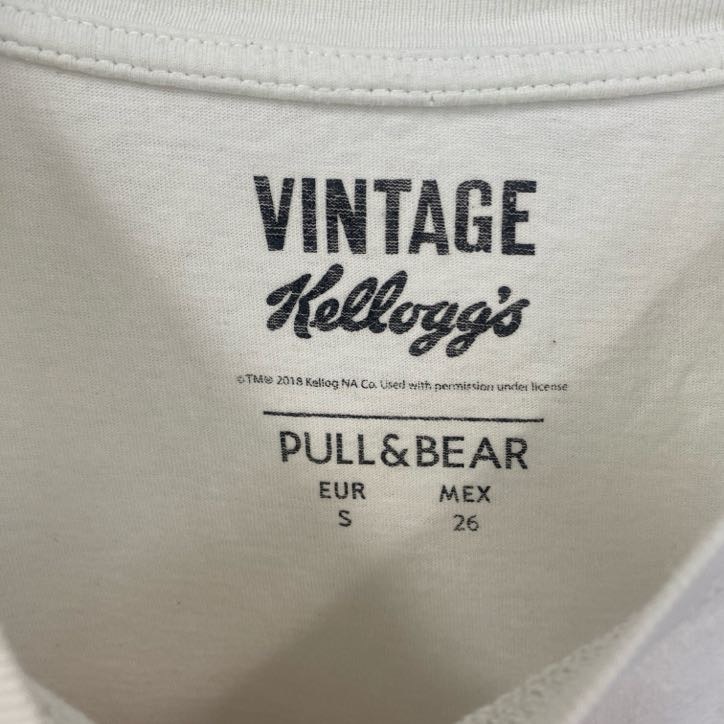 VINTAGE
Kellogg's
©TM® 2018 Kellog NA Co. Used with permission under license
PULL&BEAR
EUR MEX
S 26